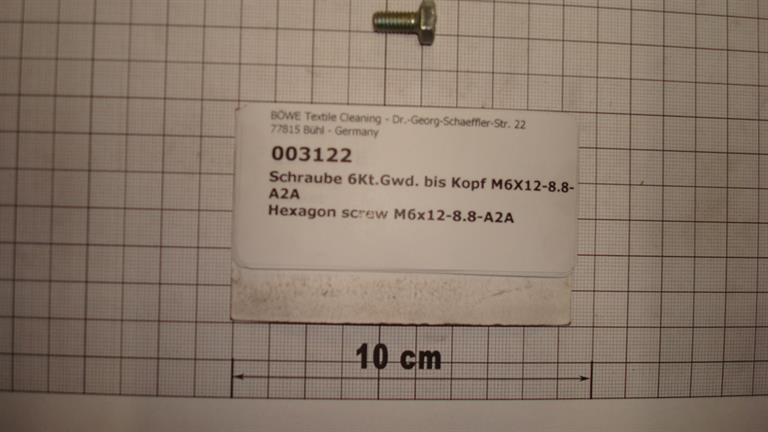 BÖWE Textile Cleaning - Dr.-Georg-Schaeffler-Str. 22
77815 Bühl - Germany
003122
Schraube 6Kt.Gwd. bis Kopf M6X12-8.8-
A2A
Hexagon screw M6x12-8.8-A2A
10 cm